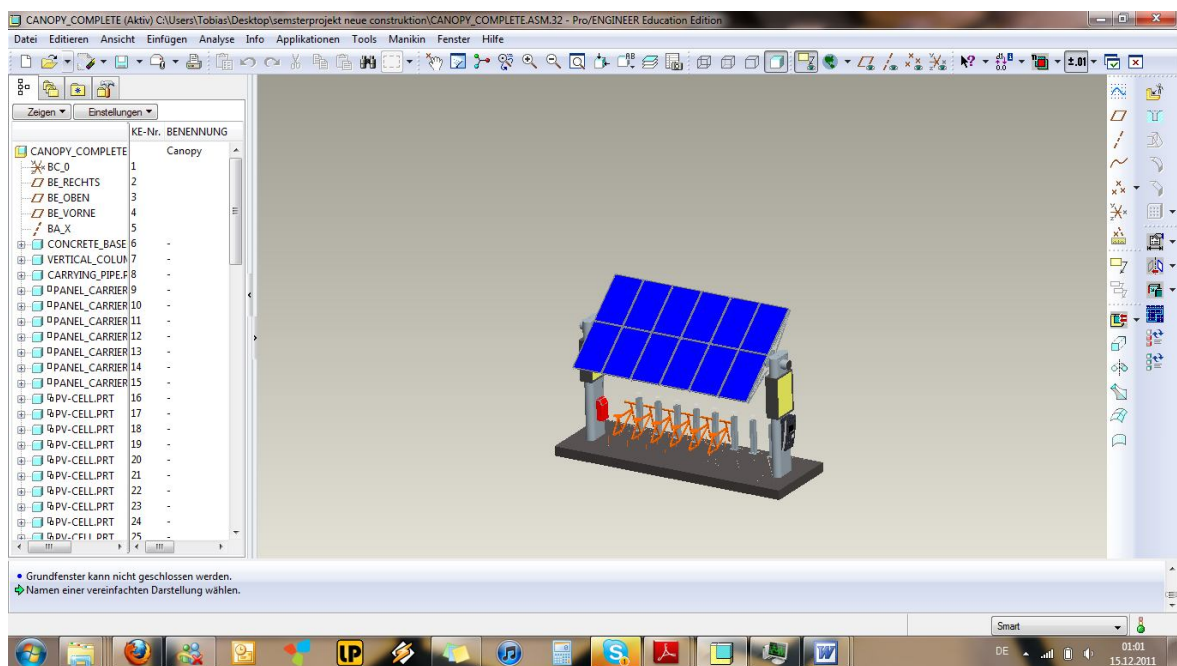 CANOPY_COMPLETE (Aktiv) C:\Users\Tobias\Desktop\semsterprojekt neue construktion\CANOPY_COMPLETE.ASM.32 - Pro/ENGINEER Education Edition
Datei Editieren Ansicht Einfügen Analyse Info Applikationen Tools Manikin Fenster Hilfe
Zeigen Einstellungen
KE-Nr. BENENNUNG
CANOPY_COMPLETE Canopy
BC_0 1
BE_RECHTS 2
BE_OBEN 3
BE_VORNE 4
BA_X 5
CONCRETE_BASE 6 -
VERTICAL_COLUM 7 -
CARRYING_PIPE.P 8 -
PANEL_CARRIER 9 -
PANEL_CARRIER 10 -
PANEL_CARRIER 11 -
PANEL_CARRIER 12 -
PANEL_CARRIER 13 -
PANEL_CARRIER 14 -
PANEL_CARRIER 15 -
PV-CELL.PRT 16 -
PV-CELL.PRT 17 -
PV-CELL.PRT 18 -
PV-CELL.PRT 19 -
PV-CELL.PRT 20 -
PV-CELL.PRT 21 -
PV-CELL.PRT 22 -
PV-CELL.PRT 23 -
PV-CELL.PRT 24 -
PV-CELL.PRT 25 -
Grundfenster kann nicht geschlossen werden.
Namen einer vereinfachten Darstellung wählen.
Smart
LP
S
W
DE
01:01
15.12.2011